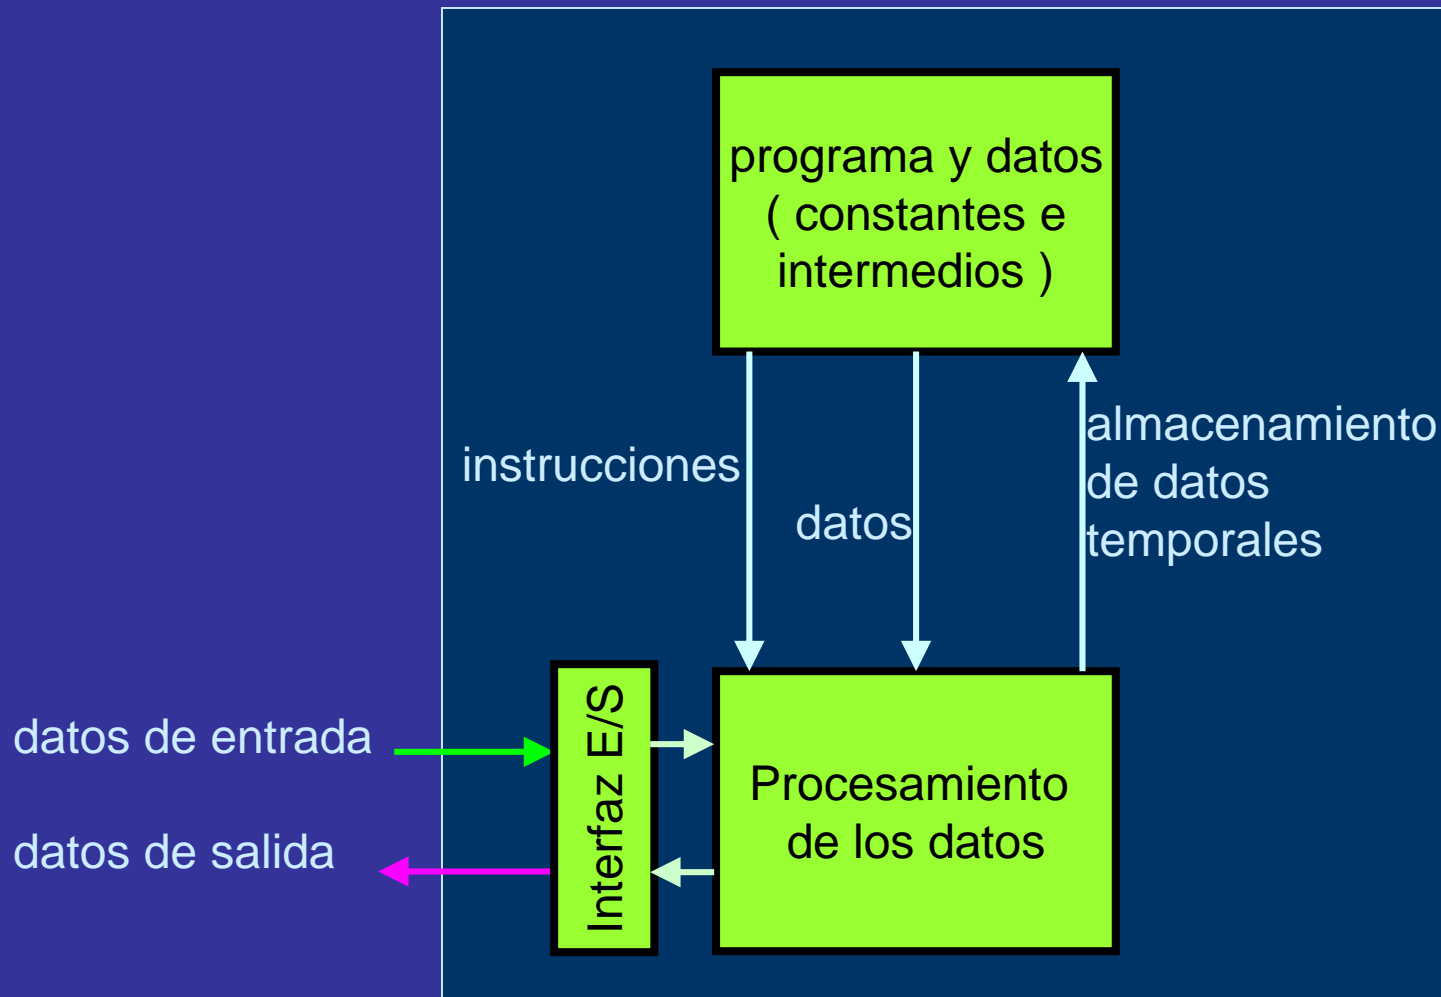 programa y datos
( constantes e
intermedios )
instrucciones
datos
almacenamiento
de datos
temporales
datos de entrada
datos de salida
Interfaz E/S
Procesamiento
de los datos